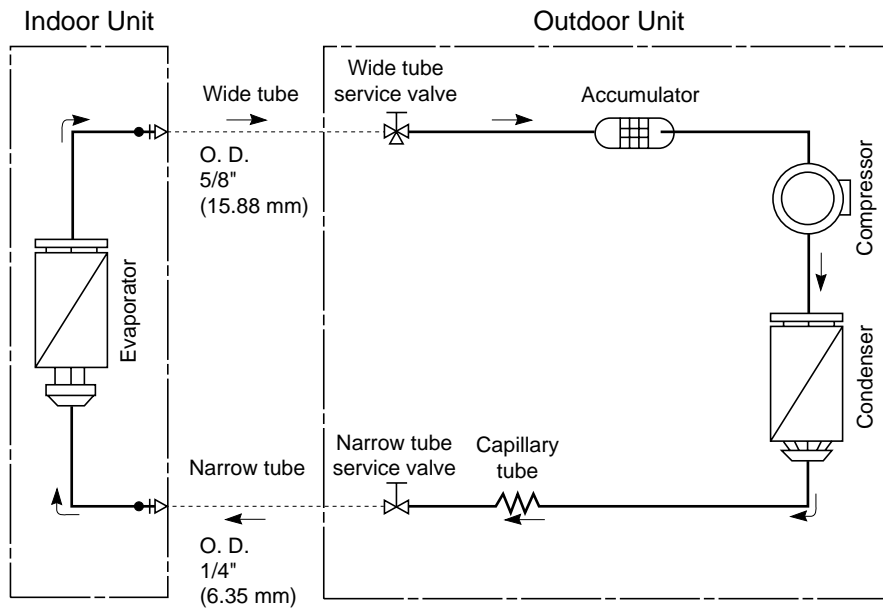 Indoor Unit
Outdoor Unit
Wide tube
Wide tube
service valve
Accumulator
O. D.
5/8"
(15.88 mm)
Compressor
Evaporator
Condenser
Narrow tube
Narrow tube
service valve
Capillary
tube
O. D.
1/4"
(6.35 mm)